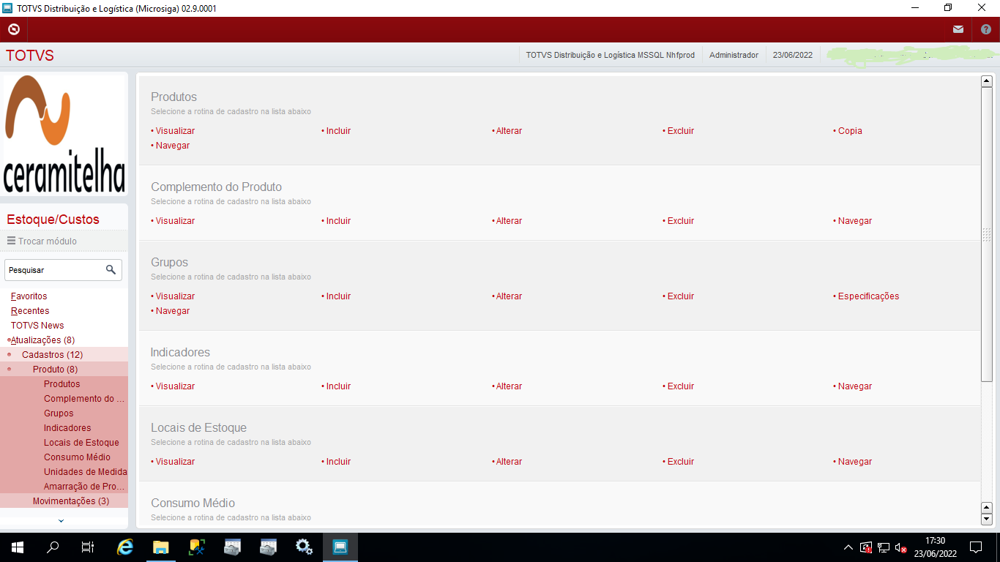 TOTVS Distribuição e Logística (Microsiga) 02.9.0001
TOTVS
TOTVS Distribuição e Logística MSSQL Nhfprod
Administrador
23/06/2022
ceramitelha
Estoque/Custos
Trocar módulo
Pesquisar
Favoritos
Recentes
TOTVS News
Atualizações (8)
Cadastros (12)
Produto (8)
Produtos
Complemento do ...
Grupos
Indicadores
Locais de Estoque
Consumo Médio
Unidades de Medida
Amarração de Pro...
Movimentações (3)
Produtos
Selecione a rotina de cadastro na lista abaixo
• Visualizar • Incluir • Alterar • Excluir • Copia
• Navegar
Complemento do Produto
Selecione a rotina de cadastro na lista abaixo
• Visualizar • Incluir • Alterar • Excluir • Navegar
Grupos
Selecione a rotina de cadastro na lista abaixo
• Visualizar • Incluir • Alterar • Excluir • Especificações
• Navegar
Indicadores
Selecione a rotina de cadastro na lista abaixo
• Visualizar • Incluir • Alterar • Excluir • Navegar
Locais de Estoque
Selecione a rotina de cadastro na lista abaixo
• Visualizar • Incluir • Alterar • Excluir • Navegar
Consumo Médio
Selecione a rotina de cadastro na lista abaixo
17:30
23/06/2022